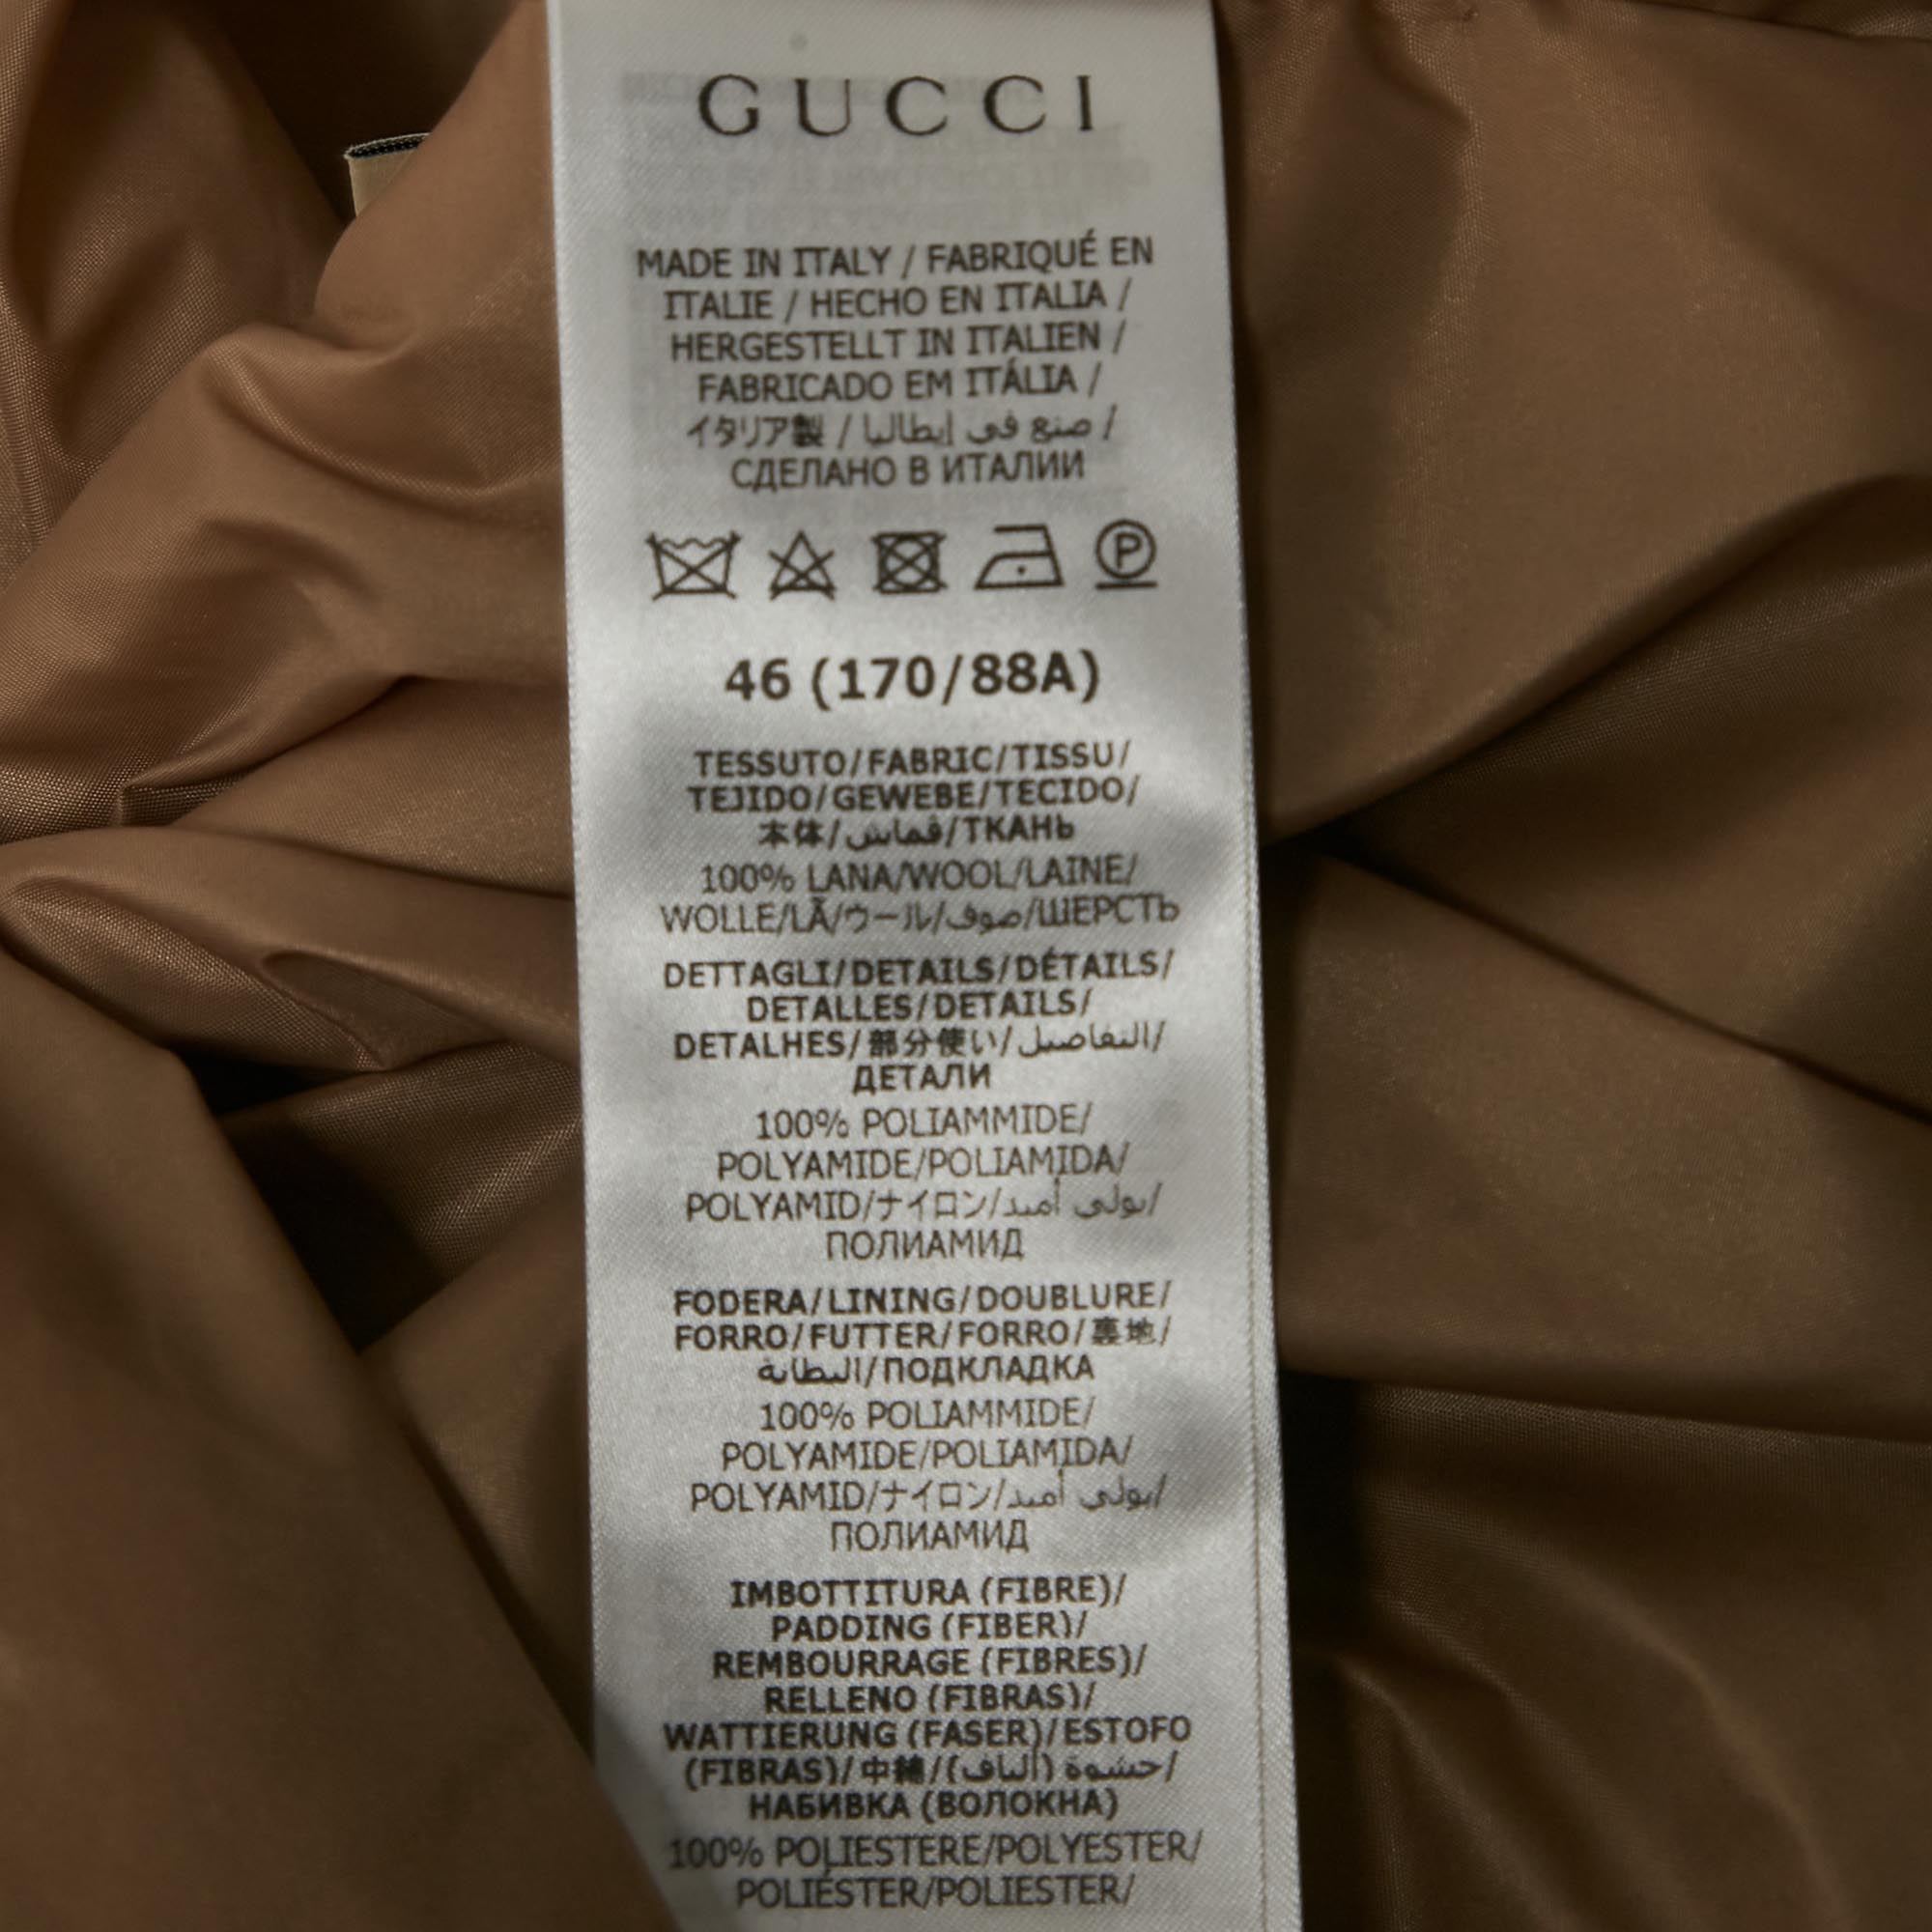 GUCCI
MADE IN ITALY / FABRIQUÉ EN
ITALIE / HECHO EN ITALIA /
HERGESTELLT IN ITALIEN /
FABRICADO EM ITÁLIA /
イタリア製 / صنع في إيطاليا /
СДЕЛАНО В ИТАЛИИ
P
46 (170/88A)
TESSUTO/FABRIC/TISSU/
TEJIDO/GEWEBE/TECIDO/
本体/قماش/ТКАНЬ
100% LANA/WOOL/LAINE/
WOLLE/LÃ/ウール/صوف/ШЕРСТЬ
DETTAGLI/DETAILS/DÉTAILS/
DETALLES/DETAILS/
DETALHES/部分使い/التفاصيل/
ДЕТАЛИ
100% POLIAMMIDE/
POLYAMIDE/POLIAMIDA/
POLYAMID/ナイロン/بولي أميد/
ПОЛИАМИД
FODERA/LINING/DOUBLURE/
FORRO/FUTTER/FORRO/裏地/
البطانة/ПОДКЛАДКА
100% POLIAMMIDE/
POLYAMIDE/POLIAMIDA/
POLYAMID/ナイロン/بولي أميد/
ПОЛИАМИД
IMBOTTITURA (FIBRE)/
PADDING (FIBER)/
REMBOURRAGE (FIBRES)/
RELLENO (FIBRAS)/
WATTIERUNG (FASER)/ESTOFO
(FIBRAS)/中綿/حشوة (ألياف)/
НАБИВКА (ВОЛОКНА)
100% POLIESTERE/POLYESTER/
POLIÉSTER/POLIESTER/